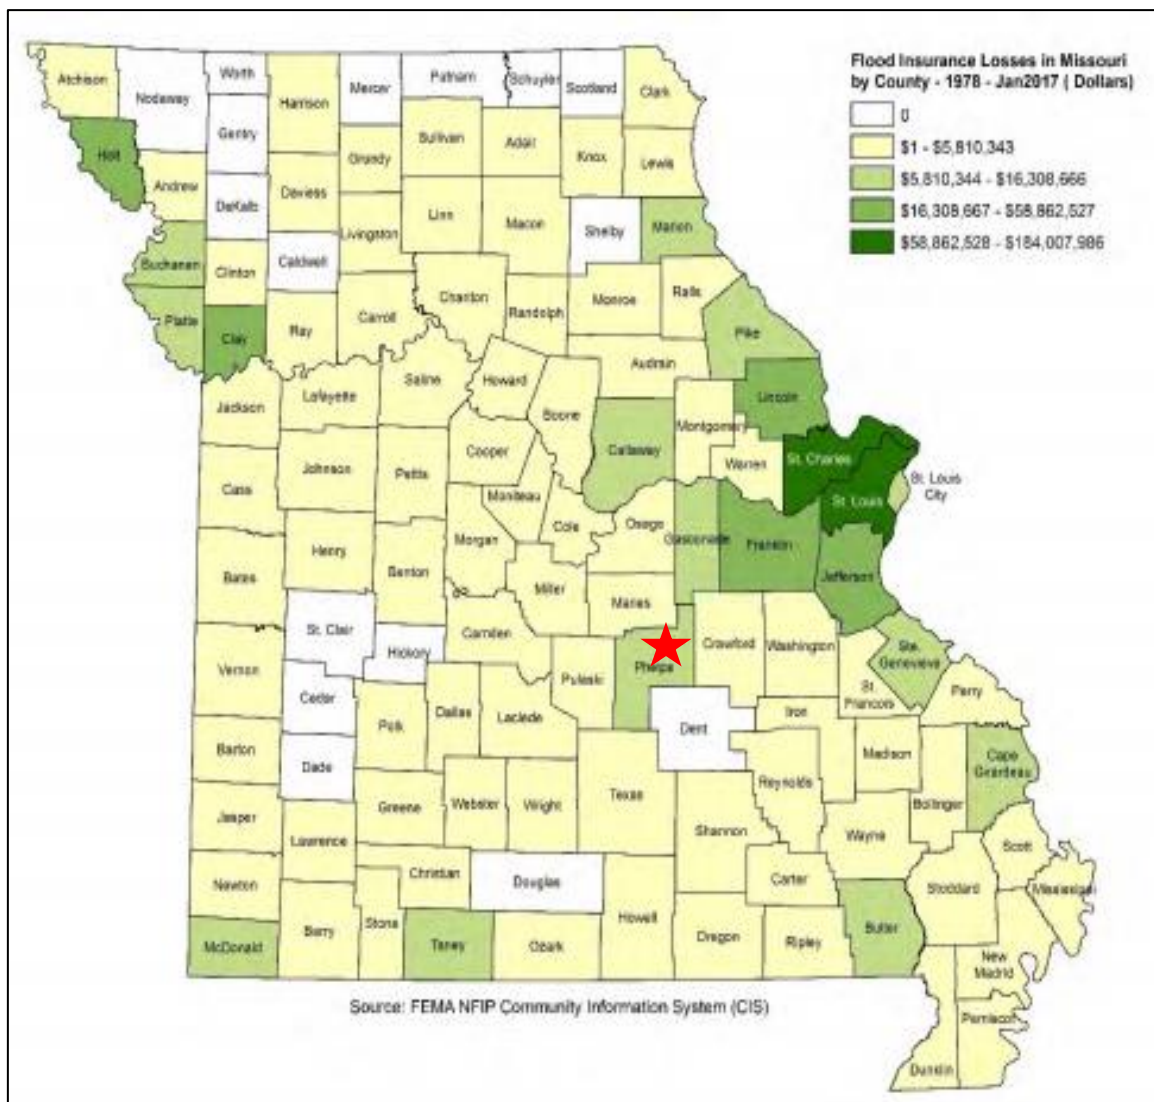 Flood Insurance Losses in Missouri
by County - 1978 - Jan2017 ( Dollars)
0
$1 - $5,810,343
$5,810,344 - $16,308,666
$16,308,667 - $58,862,527
$58,862,528 - $184,007,986
Atchison
Nodaway
Worth
Gentry
Harrison
Mercer
Putnam
Schuyler
Scotland
Clark
Holt
Andrew
DeKalb
Daviess
Grundy
Sullivan
Adair
Knox
Lewis
Buchanan
Clinton
Caldwell
Livingston
Linn
Macon
Shelby
Marion
Platte
Clay
Ray
Carroll
Chariton
Randolph
Monroe
Ralls
Pike
Jackson
Lafayette
Saline
Howard
Boone
Audrain
Callaway
Montgomery
Lincoln
Warren
St. Charles
St. Louis
St. Louis
City
Cass
Johnson
Pettis
Cooper
Moniteau
Cole
Osage
Gasconade
Franklin
Jefferson
Bates
Henry
Benton
Morgan
Miller
Maries
Vernon
St. Clair
Hickory
Camden
Pulaski
Phelps
Crawford
Washington
St.
Francois
Ste.
Genevieve
Perry
Cedar
Polk
Dallas
Laclede
Dent
Iron
Madison
Cape
Girardeau
Barton
Dade
Greene
Webster
Wright
Texas
Shannon
Reynolds
Wayne
Bollinger
Scott
Jasper
Lawrence
Christian
Douglas
Howell
Carter
Stoddard
Mississippi
Newton
Barry
Stone
Taney
Ozark
Oregon
Ripley
Butler
New
Madrid
McDonald
Pemiscot
Dunklin
Source: FEMA NFIP Community Information System (CIS)